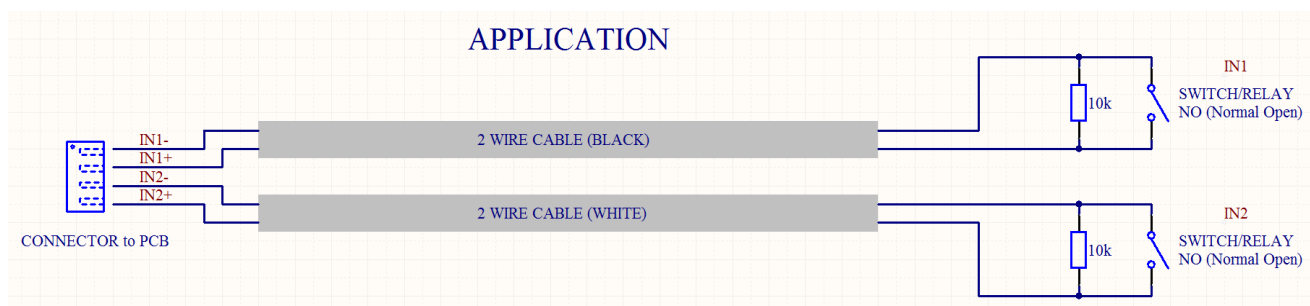 APPLICATION
IN1-
IN1+
IN2-
IN2+
CONNECTOR to PCB
2 WIRE CABLE (BLACK)
2 WIRE CABLE (WHITE)
10k
IN1
SWITCH/RELAY
NO (Normal Open)
10k
IN2
SWITCH/RELAY
NO (Normal Open)